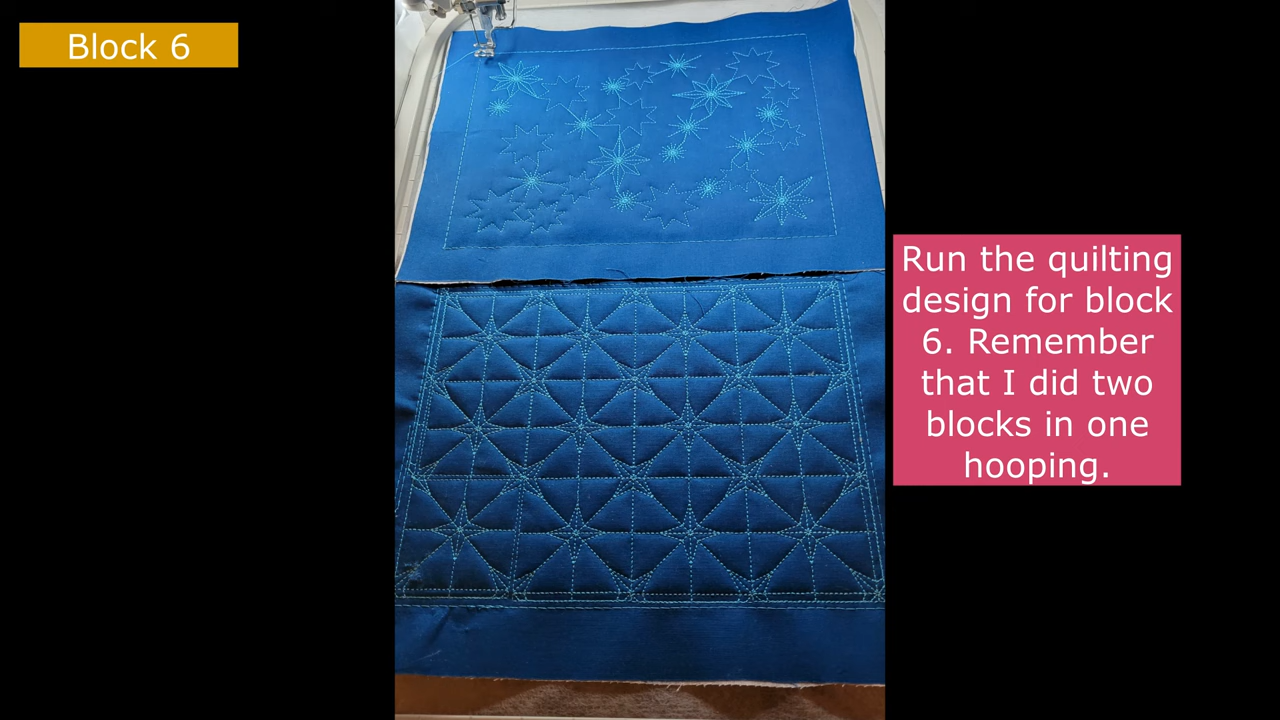 Block 6
Run the quilting
design for block
6. Remember
that I did two
blocks in one
hooping.